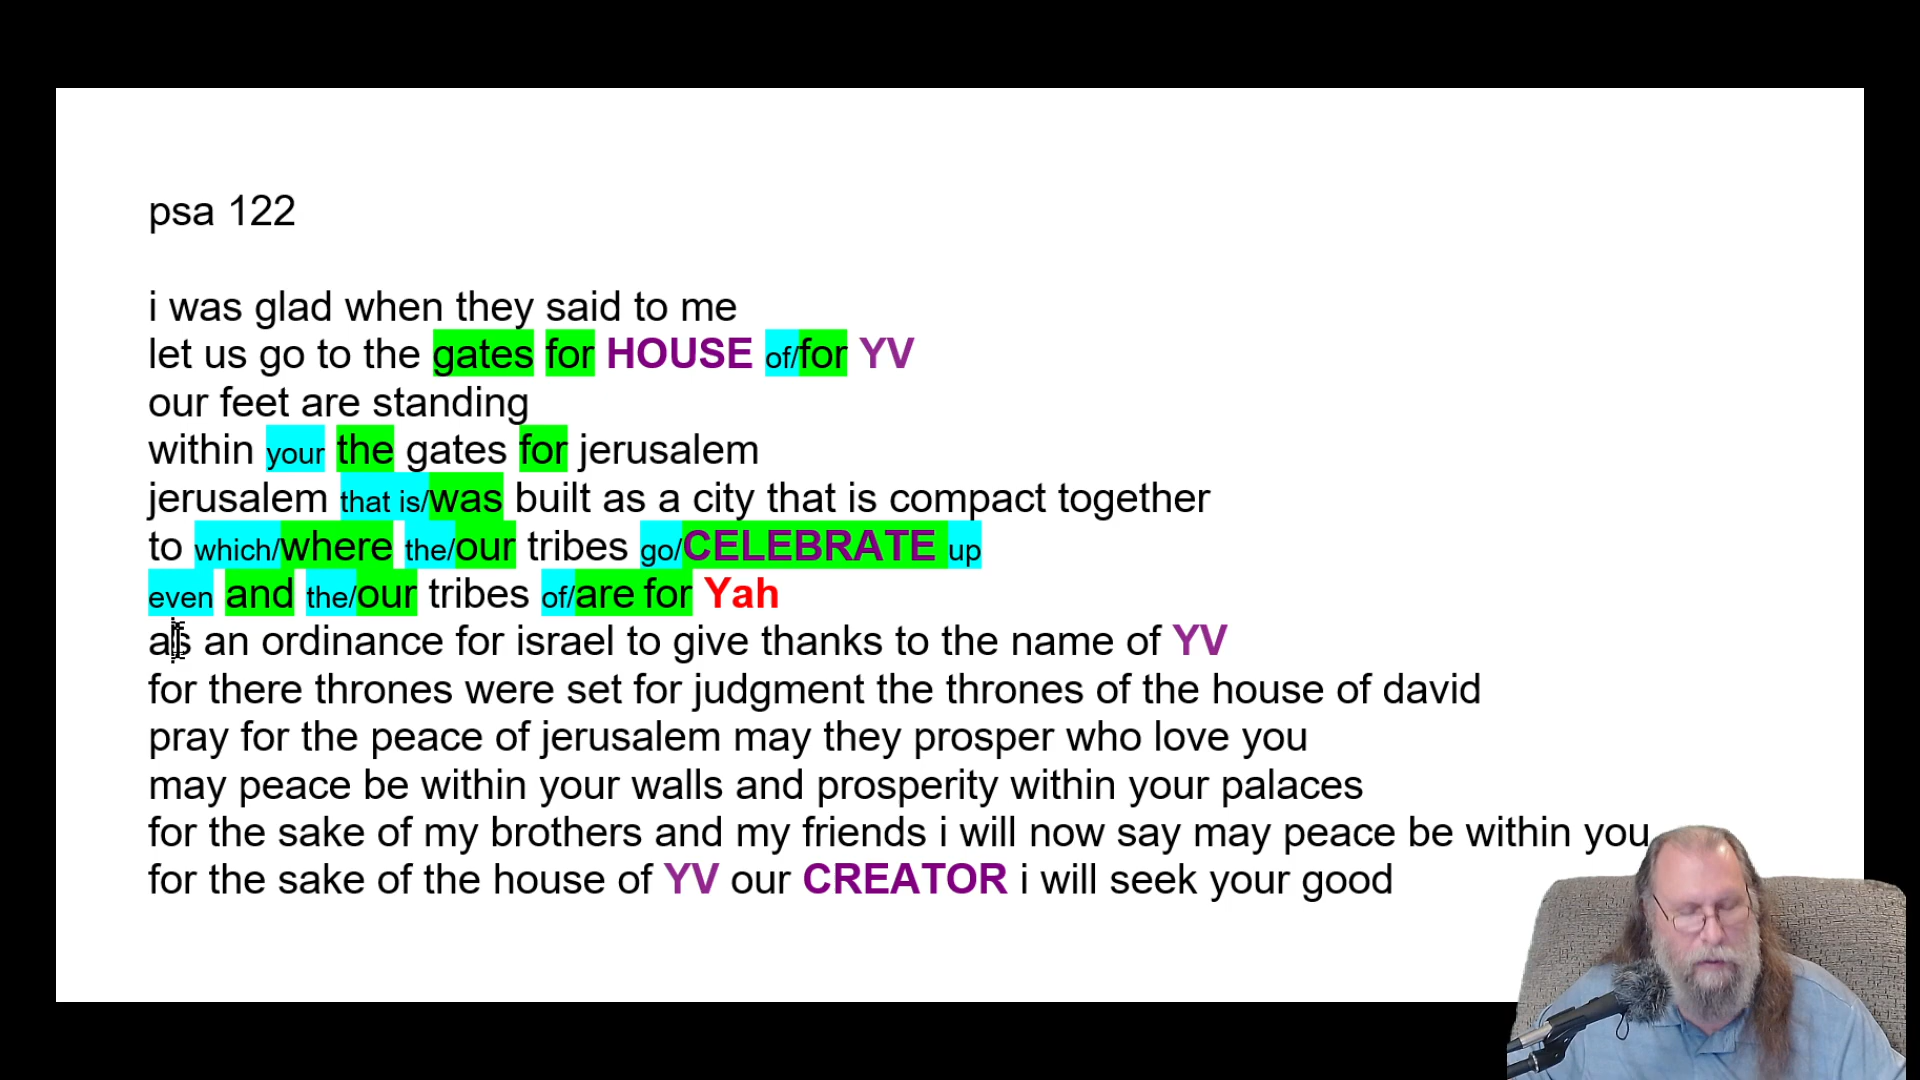 psa 122
i was glad when they said to me
let us go to the gates for HOUSE of/for YV
our feet are standing
within your the gates for jerusalem
jerusalem that is/was built as a city that is compact together
to which/where the/our tribes go/CELEBRATE up
even and the/our tribes of/are for Yah
as an ordinance for israel to give thanks to the name of YV
for there thrones were set for judgment the thrones of the house of david
pray for the peace of jerusalem may they prosper who love you
may peace be within your walls and prosperity within your palaces
for the sake of my brothers and my friends i will now say may peace be within you
for the sake of the house of YV our CREATOR i will seek your good